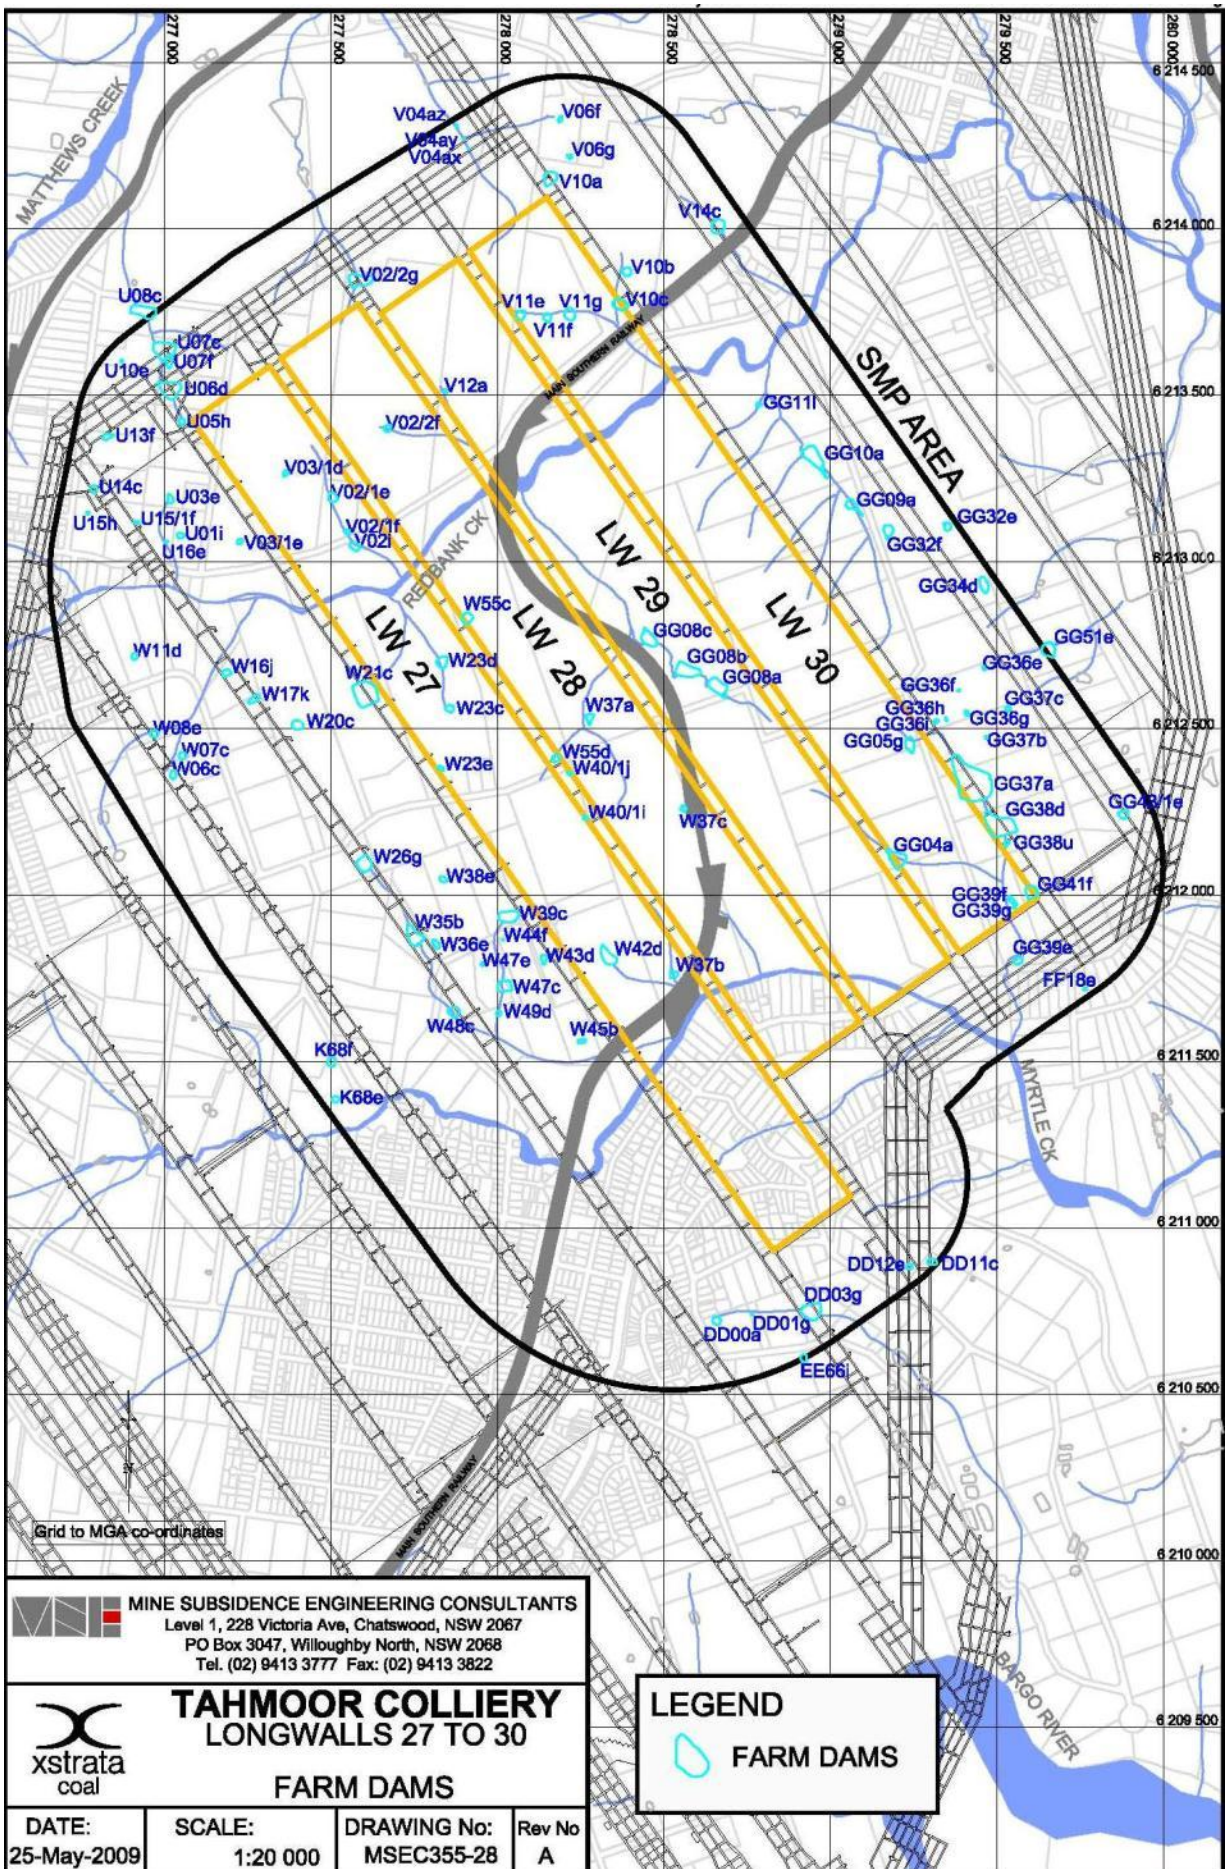 277 000
277 500
278 000
278 500
279 000
279 500
280 000
6 214 500
MATTHEWS CREEK
V04az
V04ay
V04ax
V06f
V06g
V10a
V14c
6 214 000
V02/2g
V10b
U08c
V11e
V11g
V10c
V11f
MAIN SOUTHERN RAILWAY
U07e
U07f
U10e
U06d
SMP AREA
V12a
6 213 500
U05h
GG11l
V02/2f
U13f
GG10a
V03/1d
U14c
V02/1e
U03e
GG09a
U15h
U15/1f
GG32e
U01i
V02/1f
GG32f
U16e
V03/1e
V02i
6 213 000
REDBANK CK
LW 29
GG34d
LW 30
LW 27
W55c
LW 28
GG08c
GG51e
W11d
W23d
GG08b
GG36e
W16j
W21c
GG08a
GG36f
W17k
GG37c
W23c
W37a
GG36h
GG36g
W20c
GG36i
W08e
GG05g
GG37b
6 212 500
W07c
W55d
W06c
W23e
W40/1j
GG37a
GG38d
W40/1i
W37c
GG38u
W26g
GG04a
W38e
GG41f
GG39f
GG39g
6 212 000
W39c
W35b
W44f
W36e
W42d
GG39e
W47e
W43d
W37b
FF18e
W47c
W49d
W48c
W45b
K68f
6 211 500
K68e
MYRTLE CK
6 211 000
DD12e
DD11c
DD03g
DD01g
DD00a
EE66j
6 210 500
MAIN SOUTHERN RAILWAY
N
Grid to MGA co-ordinates
6 210 000
MINE SUBSIDENCE ENGINEERING CONSULTANTS
Level 1, 228 Victoria Ave, Chatswood, NSW 2067
PO Box 3047, Willoughby North, NSW 2068
Tel. (02) 9413 3777 Fax: (02) 9413 3822
BARGO RIVER
xstrata
coal
TAHMOOR COLLIERY
LONGWALLS 27 TO 30
FARM DAMS
LEGEND
FARM DAMS
6 209 500
DATE:
25-May-2009
SCALE:
1:20 000
DRAWING No:
MSEC355-28
Rev No
A